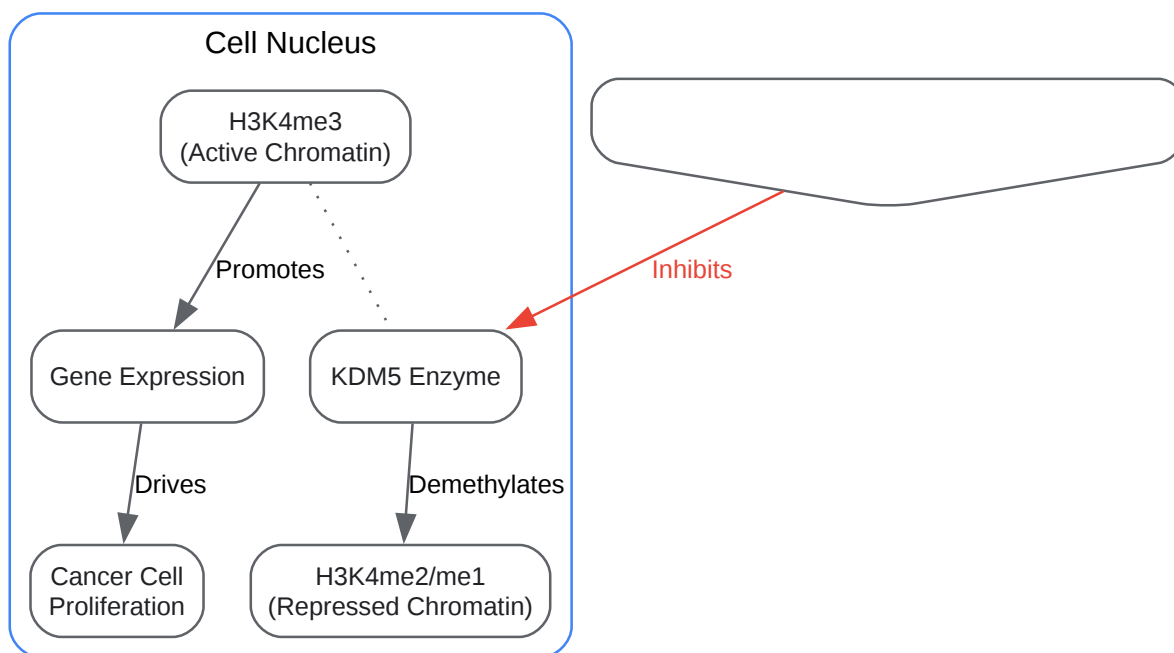 Cell Nucleus
H3K4me3
(Active Chromatin)
Promotes
Inhibits
Gene Expression
KDM5 Enzyme
Drives
Demethylates
Cancer Cell
Proliferation
H3K4me2/me1
(Repressed Chromatin)